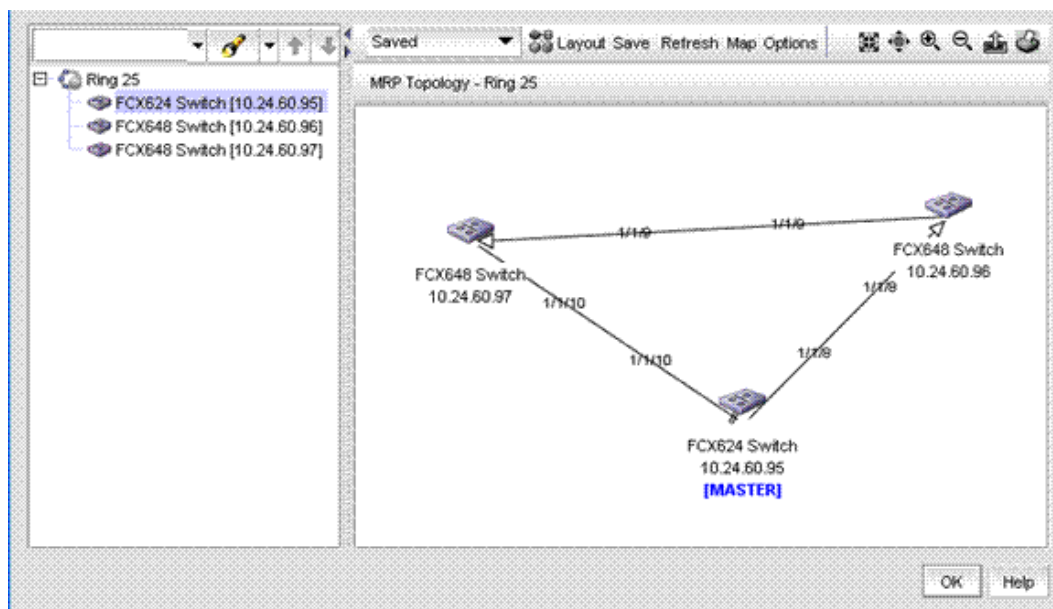 Saved
Layout Save Refresh Map Options
Ring 25
FCX624 Switch [10.24.60.95]
FCX648 Switch [10.24.60.96]
FCX648 Switch [10.24.60.97]
MRP Topology - Ring 25
1/1/9
1/1/9
FCX648 Switch
10.24.60.96
FCX648 Switch
10.24.60.97
1/1/10
1/1/8
1/1/10
1/1/8
FCX624 Switch
10.24.60.95
[MASTER]
OK
Help